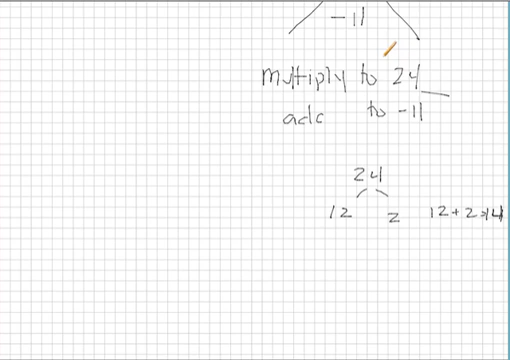 -11
multiply to 24
add to -11
24
12 2 12+2=14